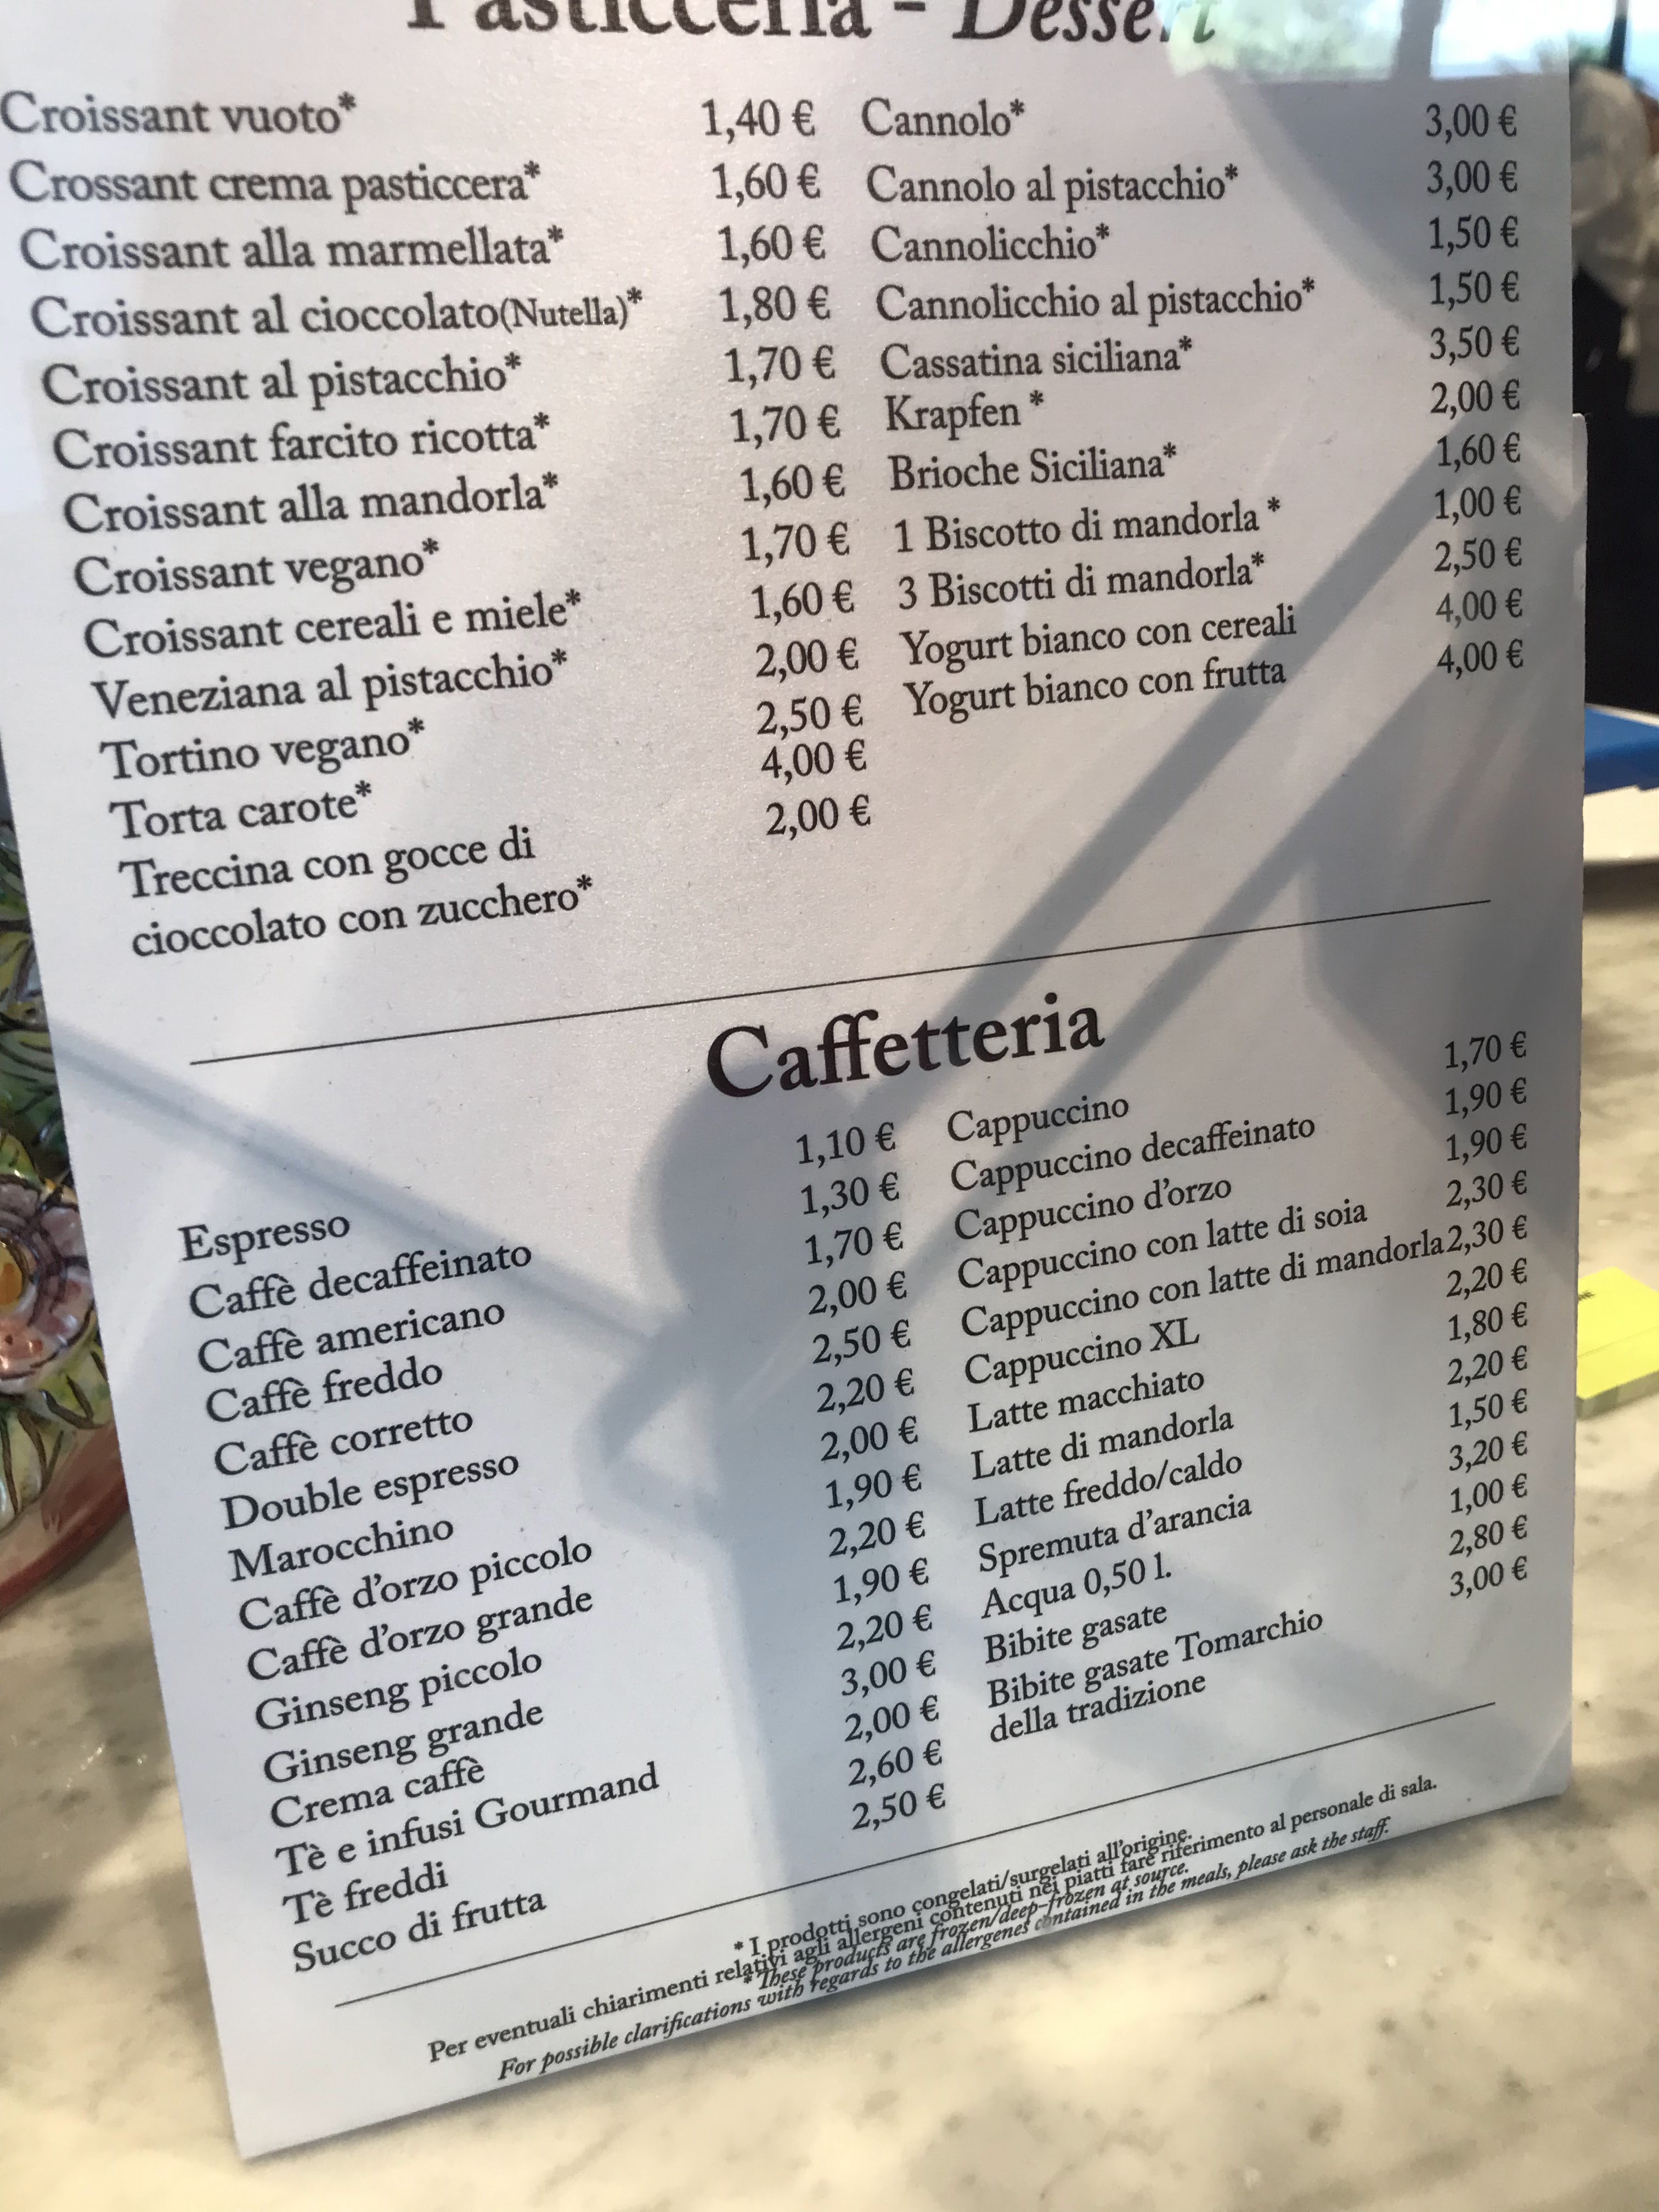 Pasticceria - Dessert
Croissant vuoto* 1,40 €
Crossant crema pasticcera* 1,60 €
Croissant alla marmellata* 1,60 €
Croissant al cioccolato(Nutella)* 1,80 €
Croissant al pistacchio* 1,70 €
Croissant farcito ricotta* 1,70 €
Croissant alla mandorla* 1,60 €
Croissant vegano* 1,70 €
Croissant cereali e miele* 1,60 €
Veneziana al pistacchio* 2,00 €
Tortino vegano* 2,50 €
Torta carote* 4,00 €
Treccina con gocce di 2,00 €
cioccolato con zucchero*
Cannolo* 3,00 €
Cannolo al pistacchio* 3,00 €
Cannolicchio* 1,50 €
Cannolicchio al pistacchio* 1,50 €
Cassatina siciliana* 3,50 €
Krapfen * 2,00 €
Brioche Siciliana* 1,60 €
1 Biscotto di mandorla * 1,00 €
3 Biscotti di mandorla* 2,50 €
Yogurt bianco con cereali 4,00 €
Yogurt bianco con frutta 4,00 €
Caffetteria
Espresso 1,10 €
Caffè decaffeinato 1,30 €
Caffè americano 1,70 €
Caffè freddo 2,00 €
Caffè corretto 2,50 €
Double espresso 2,20 €
Marocchino 2,00 €
Caffè d'orzo piccolo 1,90 €
Caffè d'orzo grande 2,20 €
Ginseng piccolo 1,90 €
Ginseng grande 2,20 €
Crema caffè 3,00 €
Tè e infusi Gourmand 2,00 €
Tè freddi 2,60 €
Succo di frutta 2,50 €
Cappuccino 1,70 €
Cappuccino decaffeinato 1,90 €
Cappuccino d'orzo 1,90 €
Cappuccino con latte di soia 2,30 €
Cappuccino con latte di mandorla 2,30 €
Cappuccino XL 2,20 €
Latte macchiato 1,80 €
Latte di mandorla 2,20 €
Latte freddo/caldo 1,50 €
Spremuta d'arancia 3,20 €
Acqua 0,50 l. 1,00 €
Bibite gasate 2,80 €
Bibite gasate Tomarchio 3,00 €
della tradizione
* I prodotti sono congelati/surgelati all'origine.
Per eventuali chiarimenti relativi agli allergeni contenuti nei piatti fare riferimento al personale di sala.
* These products are frozen/deep-frozen at source.
For possible clarifications with regards to the allergenes contained in the meals, please ask the staff.